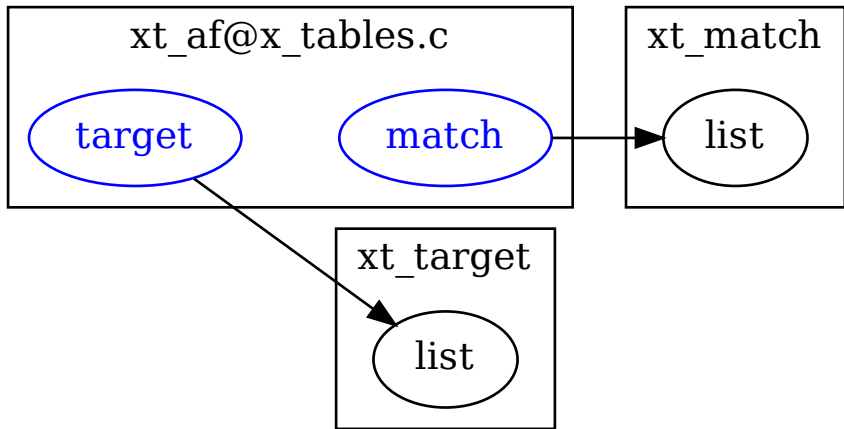 xt_af@x_tables.c
xt_match
target
match
list
xt_target
list